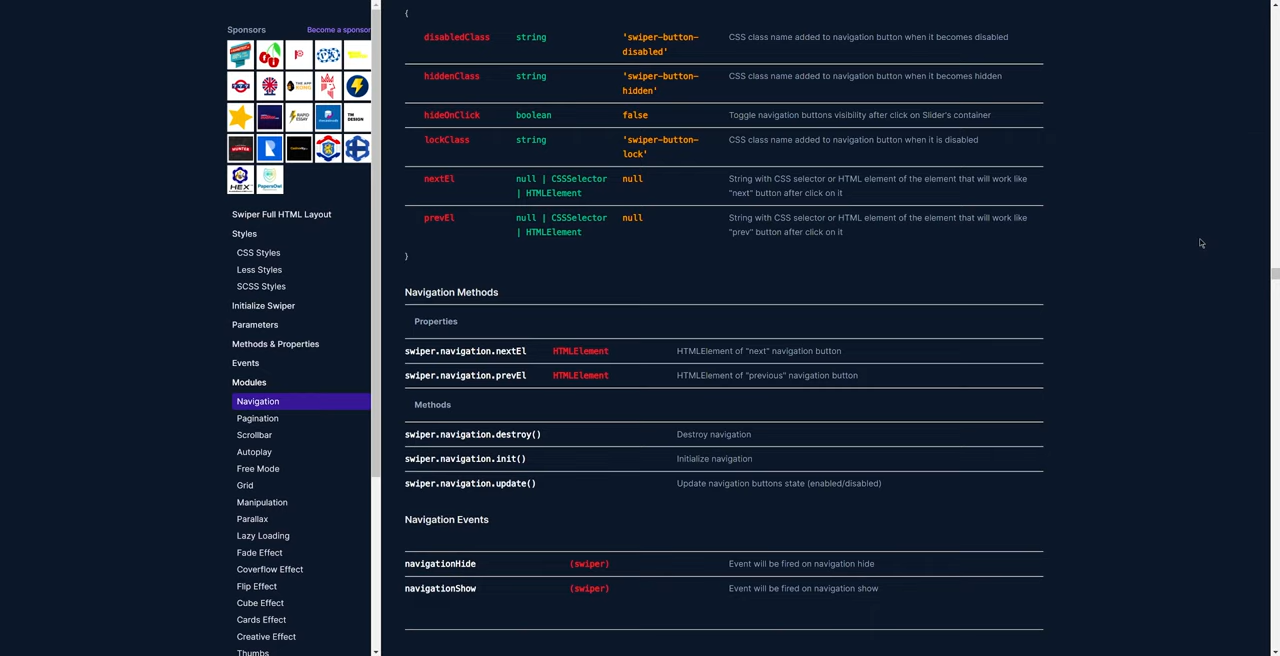 Sponsors
Become a sponsor
RAPID ESSAY
TM DESIGN
HUNTER
HEX
PapersOwl
Swiper Full HTML Layout
Styles
CSS Styles
Less Styles
SCSS Styles
Initialize Swiper
Parameters
Methods & Properties
Events
Modules
Navigation
Pagination
Scrollbar
Autoplay
Free Mode
Grid
Manipulation
Parallax
Lazy Loading
Fade Effect
Coverflow Effect
Flip Effect
Cube Effect
Cards Effect
Creative Effect
Thumbs
{
disabledClass string 'swiper-button- CSS class name added to navigation button when it becomes disabled
disabled'
hiddenClass string 'swiper-button- CSS class name added to navigation button when it becomes hidden
hidden'
hideOnClick boolean false Toggle navigation buttons visibility after click on Slider's container
lockClass string 'swiper-button- CSS class name added to navigation button when it is disabled
lock'
nextEl null | CSSSelector null String with CSS selector or HTML element of the element that will work like
| HTMLElement "next" button after click on it
prevEl null | CSSSelector null String with CSS selector or HTML element of the element that will work like
| HTMLElement "prev" button after click on it
}
Navigation Methods
Properties
swiper.navigation.nextEl HTMLElement HTMLElement of "next" navigation button
swiper.navigation.prevEl HTMLElement HTMLElement of "previous" navigation button
Methods
swiper.navigation.destroy() Destroy navigation
swiper.navigation.init() Initialize navigation
swiper.navigation.update() Update navigation buttons state (enabled/disabled)
Navigation Events
navigationHide (swiper) Event will be fired on navigation hide
navigationShow (swiper) Event will be fired on navigation show